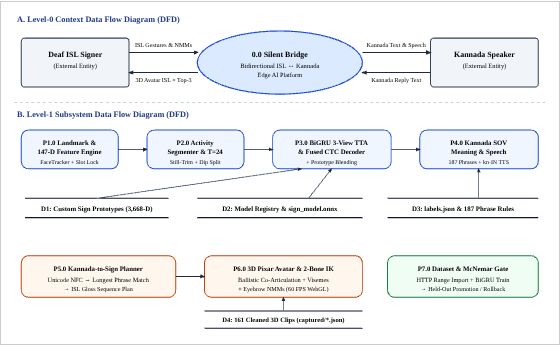 A. Level-0 Context Data Flow Diagram (DFD)
Deaf ISL Signer
(External Entity)
ISL Gestures & NMMs
3D Avatar ISL + Top-3
0.0 Silent Bridge
Bidirectional ISL ↔ Kannada
Edge AI Platform
Kannada Text & Speech
Kannada Reply Text
Kannada Speaker
(External Entity)
B. Level-1 Subsystem Data Flow Diagram (DFD)
P1.0 Landmark &
147-D Feature Engine
FaceTracker + Slot Lock
P2.0 Activity
Segmenter & T=24
Still-Trim + Dip Split
P3.0 BiGRU 3-View TTA
& Fused CTC Decoder
+ Prototype Blending
P4.0 Kannada SOV
Meaning & Speech
187 Phrases + kn-IN TTS
D1: Custom Sign Prototypes (3,668-D)
D2: Model Registry & sign_model.onnx
D3: labels.json & 187 Phrase Rules
P5.0 Kannada-to-Sign Planner
Unicode NFC → Longest Phrase Match
→ ISL Gloss Sequence Plan
P6.0 3D Pixar Avatar & 2-Bone IK
Ballistic Co-Articulation + Visemes
+ Eyebrow NMMs (60 FPS WebGL)
P7.0 Dataset & McNemar Gate
HTTP Range Import + BiGRU Train
→ Held-Out Promotion / Rollback
D4: 161 Cleaned 3D Clips (captured/*.json)